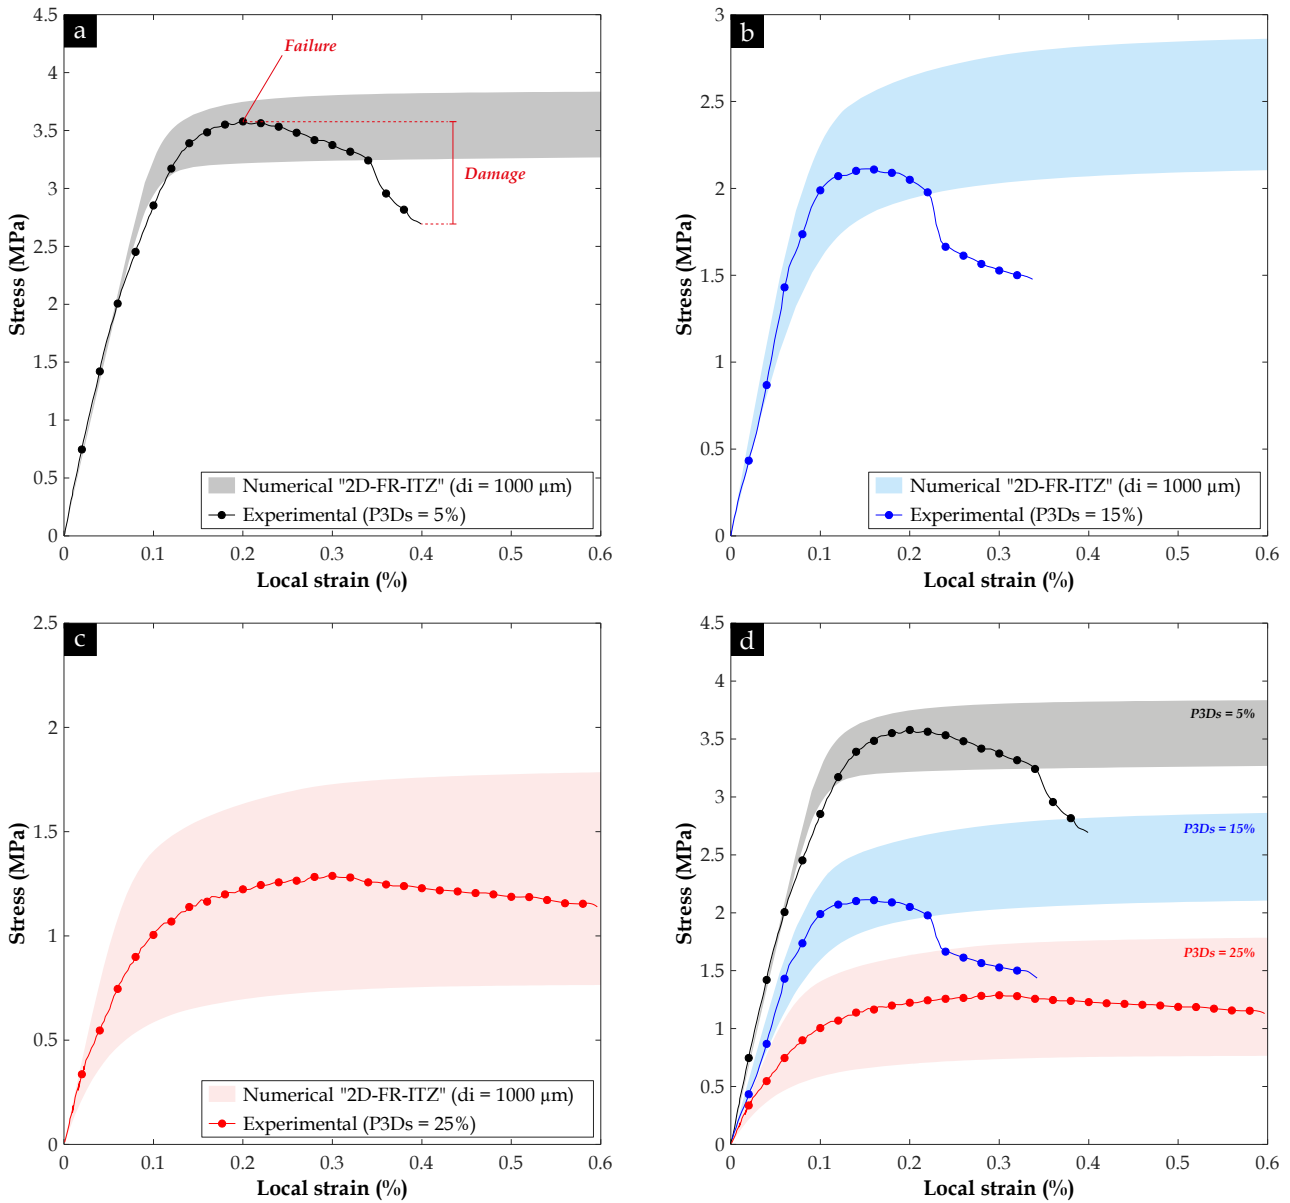 a
4.5
4
3.5
3
2.5
2
1.5
1
0.5
0
Stress (MPa)
Failure
Damage
Numerical "2D-FR-ITZ" (di = 1000 µm)
Experimental (P3Ds = 5%)
0 0.1 0.2 0.3 0.4 0.5 0.6
Local strain (%)
b
3
2.5
2
1.5
1
0.5
0
Stress (MPa)
Numerical "2D-FR-ITZ" (di = 1000 µm)
Experimental (P3Ds = 15%)
0 0.1 0.2 0.3 0.4 0.5 0.6
Local strain (%)
c
2.5
2
1.5
1
0.5
0
Stress (MPa)
Numerical "2D-FR-ITZ" (di = 1000 µm)
Experimental (P3Ds = 25%)
0 0.1 0.2 0.3 0.4 0.5 0.6
Local strain (%)
d
4.5
4
3.5
3
2.5
2
1.5
1
0.5
0
Stress (MPa)
P3Ds = 5%
P3Ds = 15%
P3Ds = 25%
0 0.1 0.2 0.3 0.4 0.5 0.6
Local strain (%)